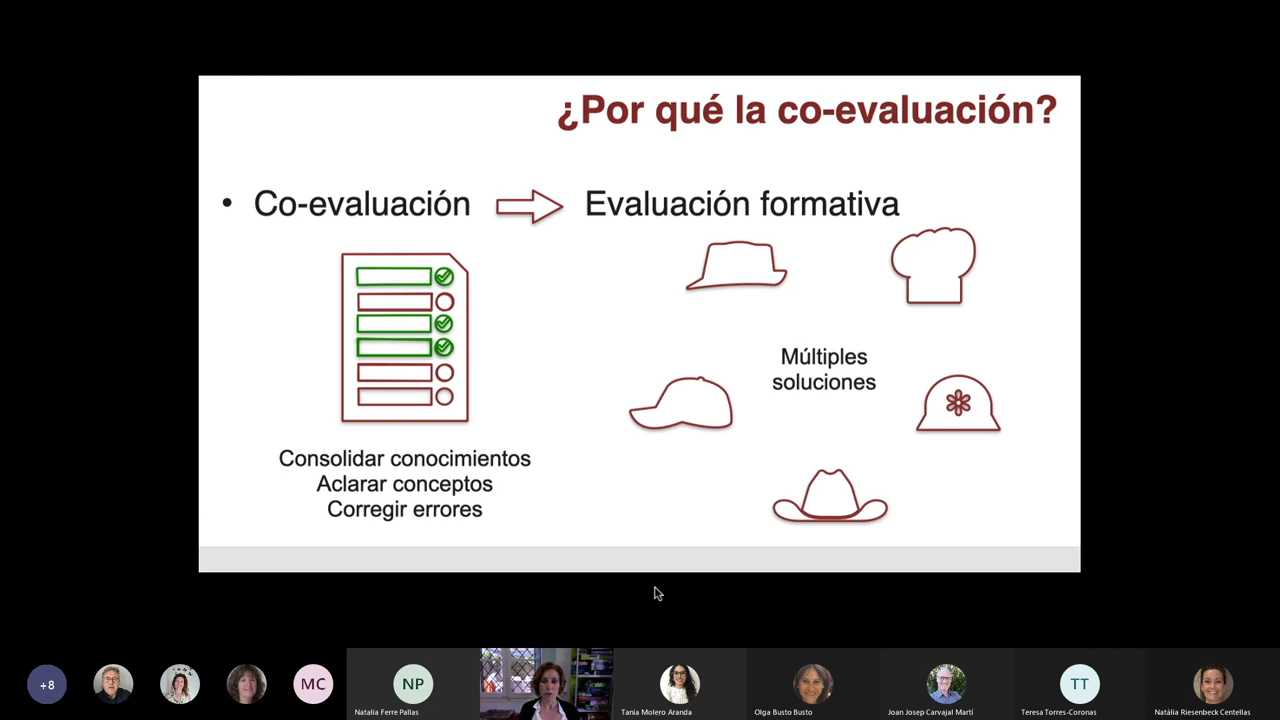 ¿Por qué la co-evaluación?
• Co-evaluación
Evaluación formativa
Múltiples
soluciones
Consolidar conocimientos
Aclarar conceptos
Corregir errores
+8
MC
NP
TT
Natalia Ferre Pallas
Tania Molero Aranda
Olga Busto Busto
Joan Josep Carvajal Martí
Teresa Torres-Coronas
Natàlia Riesenbeck Centellas